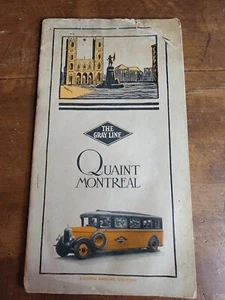 THE
GRAY LINE
QUAINT
MONTREAL